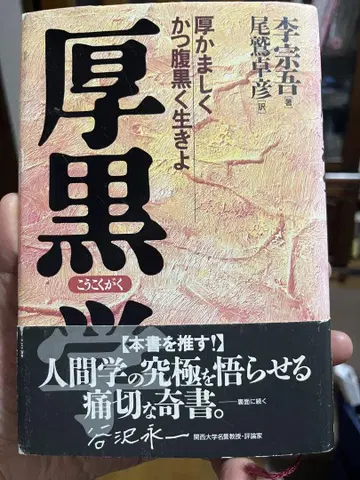 李宗吾 著
尾鷲卓彦 訳
厚かましく
かつ腹黒く生きよ
厚黒学
こうこくがく
【本書を推す!】
人間学の究極を悟らせる
痛切な奇書。
──裏面に続く
谷沢永一
関西大学名誉教授・評論家